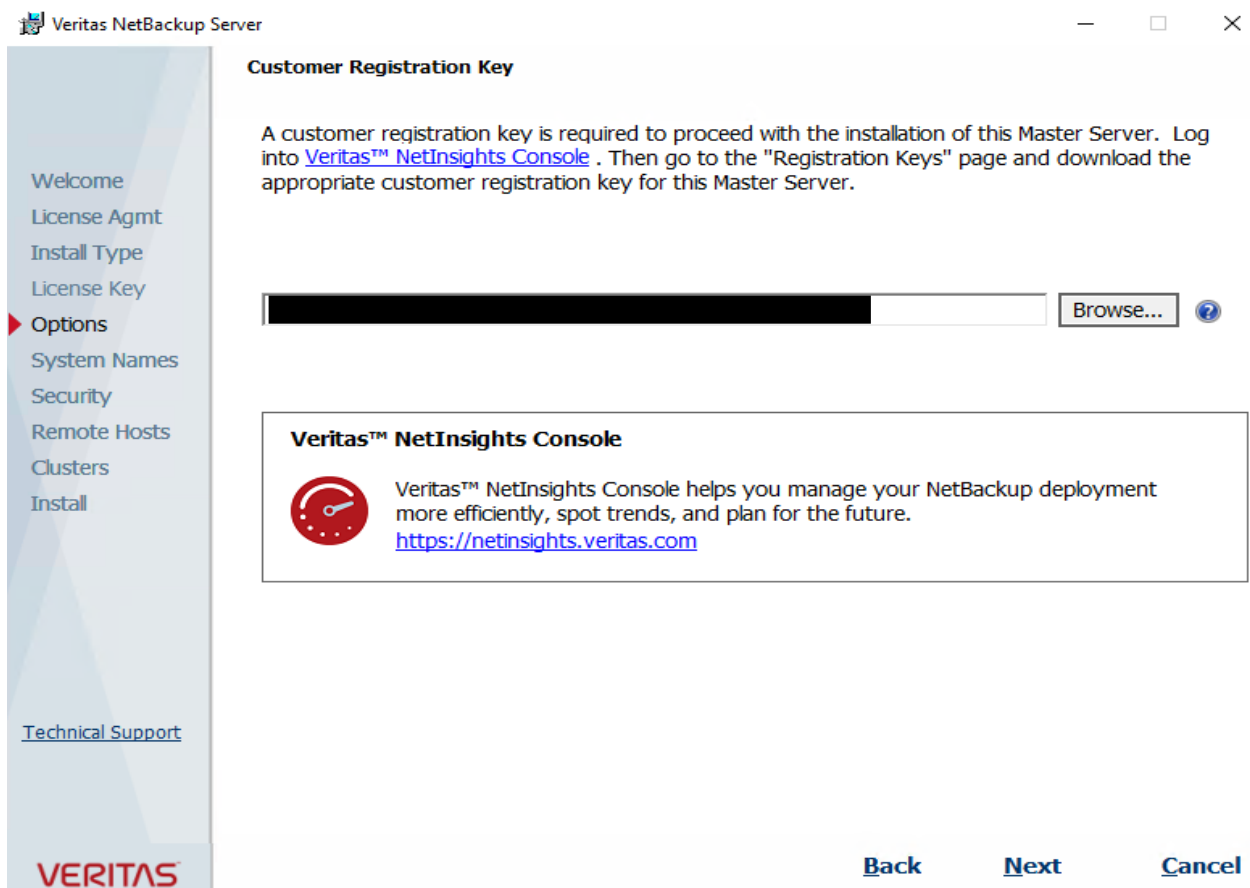 Veritas NetBackup Server
Customer Registration Key
A customer registration key is required to proceed with the installation of this Master Server. Log
into Veritas™ NetInsights Console . Then go to the "Registration Keys" page and download the
appropriate customer registration key for this Master Server.
Welcome
License Agmt
Install Type
License Key
Options
System Names
Security
Remote Hosts
Clusters
Install
Browse...
?
Veritas™ NetInsights Console
Veritas™ NetInsights Console helps you manage your NetBackup deployment
more efficiently, spot trends, and plan for the future.
https://netinsights.veritas.com
Technical Support
VERITAS™
Back Next Cancel